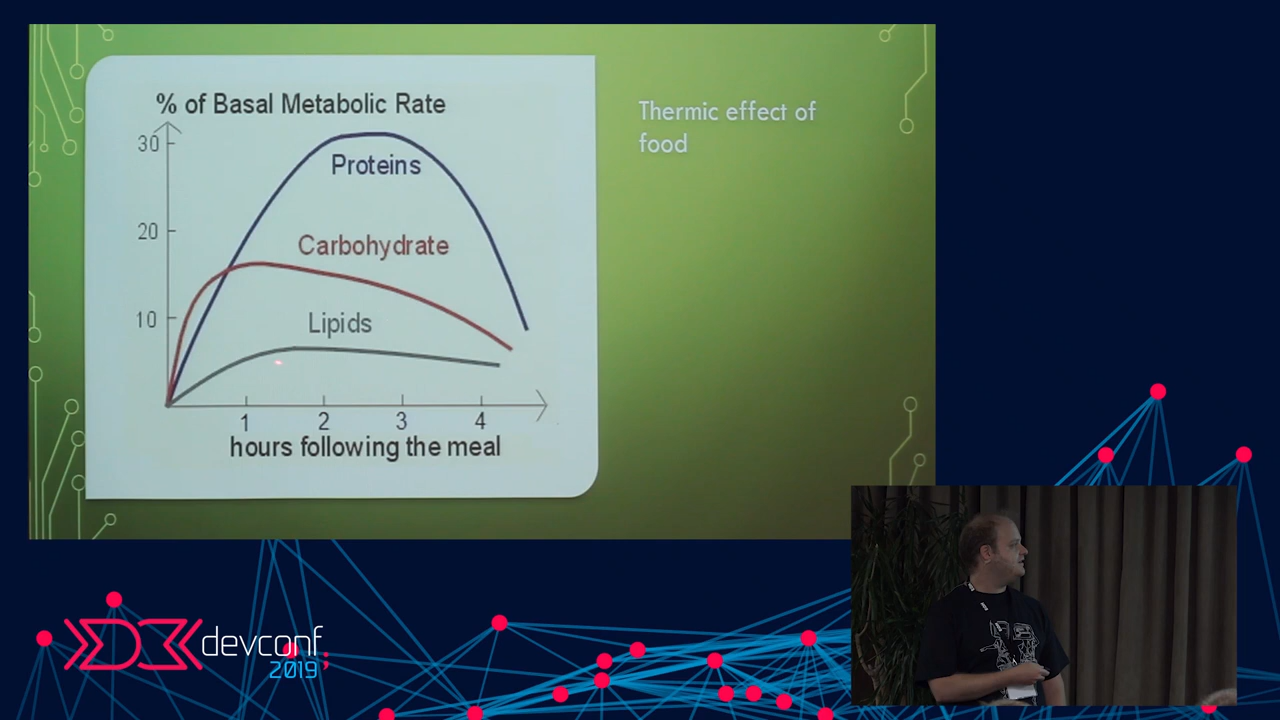 % of Basal Metabolic Rate
30
Proteins
20
Carbohydrate
10
Lipids
1 2 3 4
hours following the meal
Thermic effect of
food
devconf;
2019